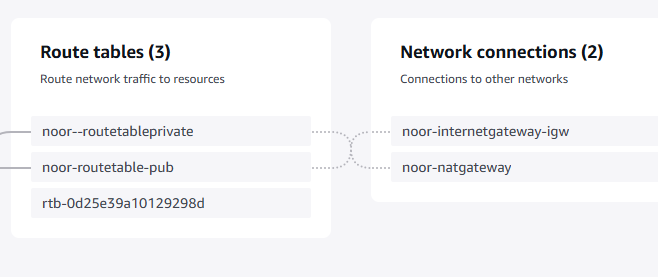 Route tables (3)
Route network traffic to resources
noor--routetableprivate
noor-routetable-pub
rtb-0d25e39a10129298d
Network connections (2)
Connections to other networks
noor-internetgateway-igw
noor-natgateway